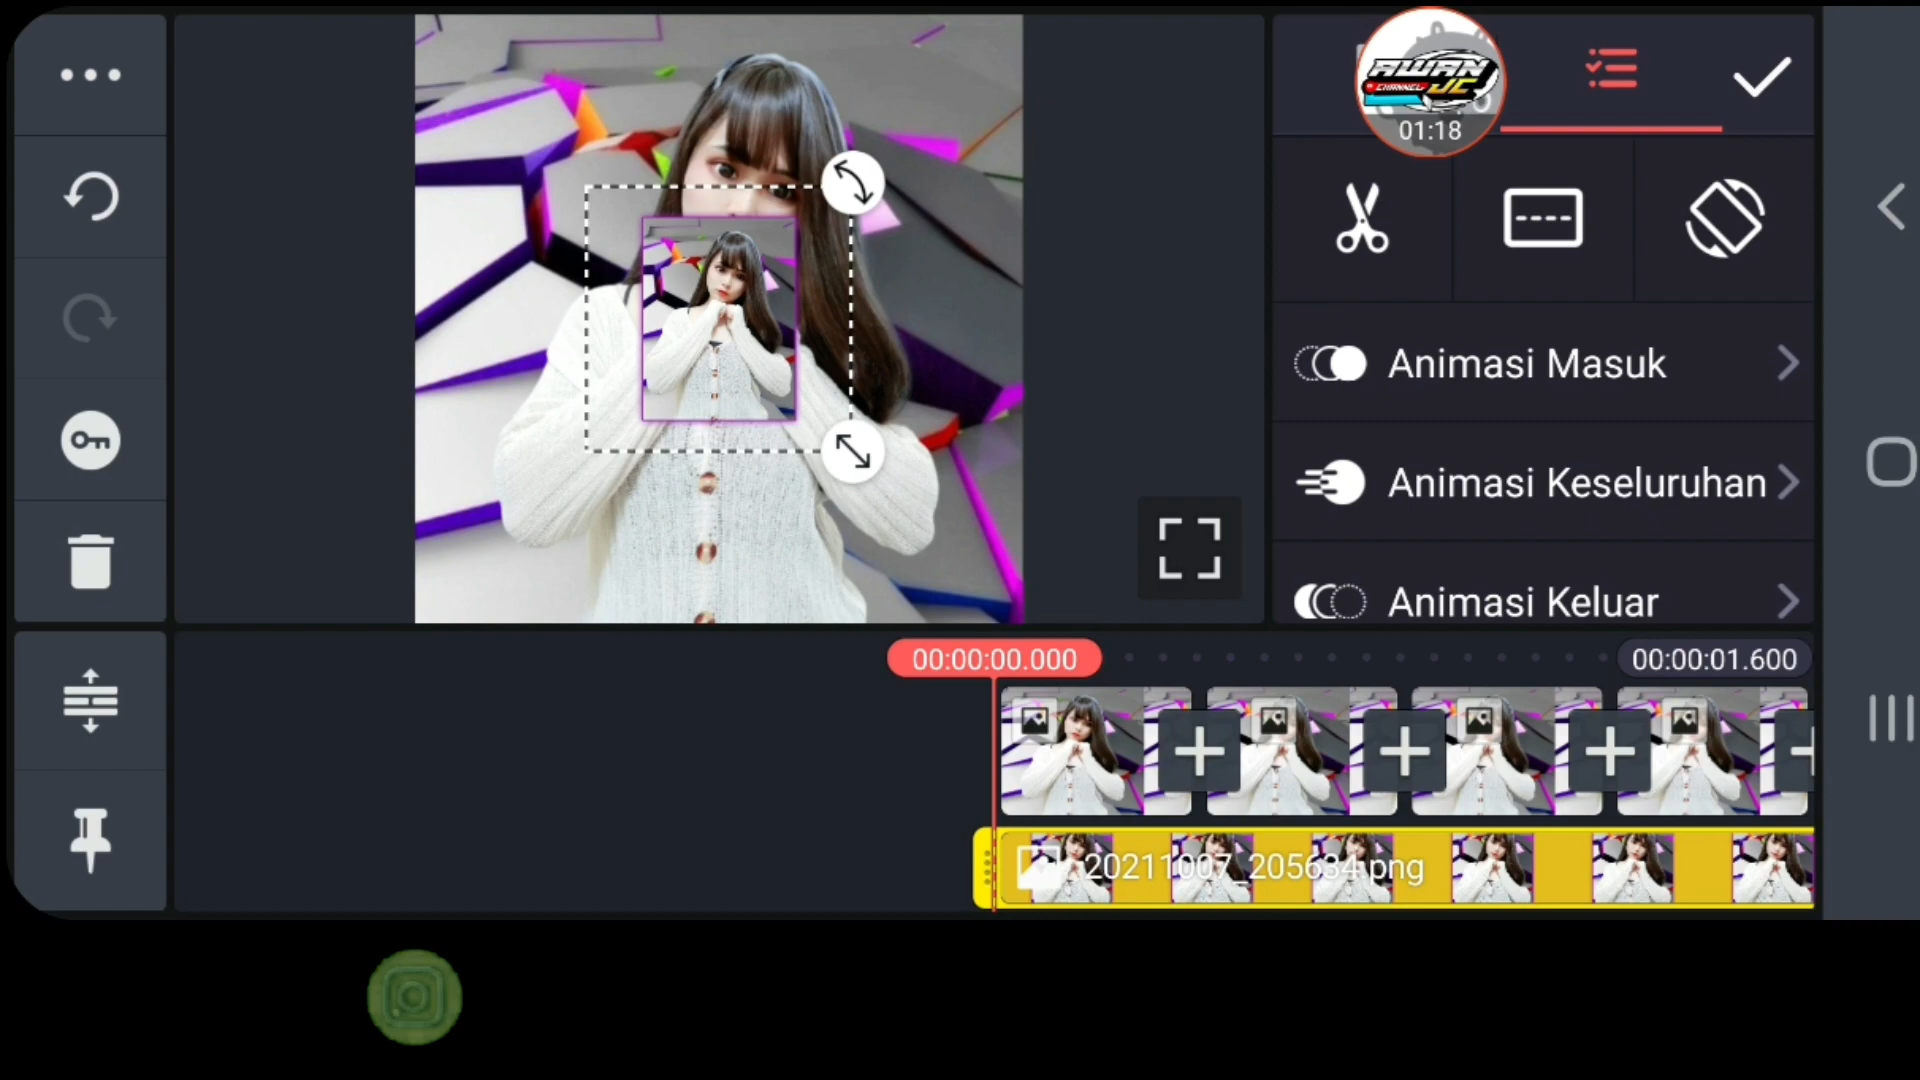 AWAN
CHANNEL JC
01:18
Animasi Masuk
Animasi Keseluruhan
Animasi Keluar
00:00:00.000
00:00:01.600
20211007_205634.png